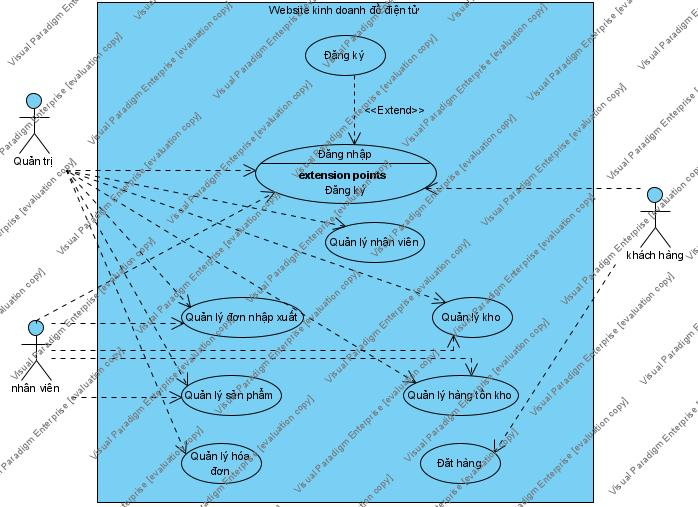 Website kinh doanh đồ điện tử
Đăng ký
<<Extend>>
Đăng nhập
extension points
Đăng ký
Quản trị
khách hàng
Quản lý nhân viên
Quản lý đơn nhập xuất
Quản lý kho
nhân viên
Quản lý sản phẩm
Quản lý hàng tồn kho
Quản lý hóa
đơn
Đặt hàng
Visual Paradigm Enterprise [evaluation copy]